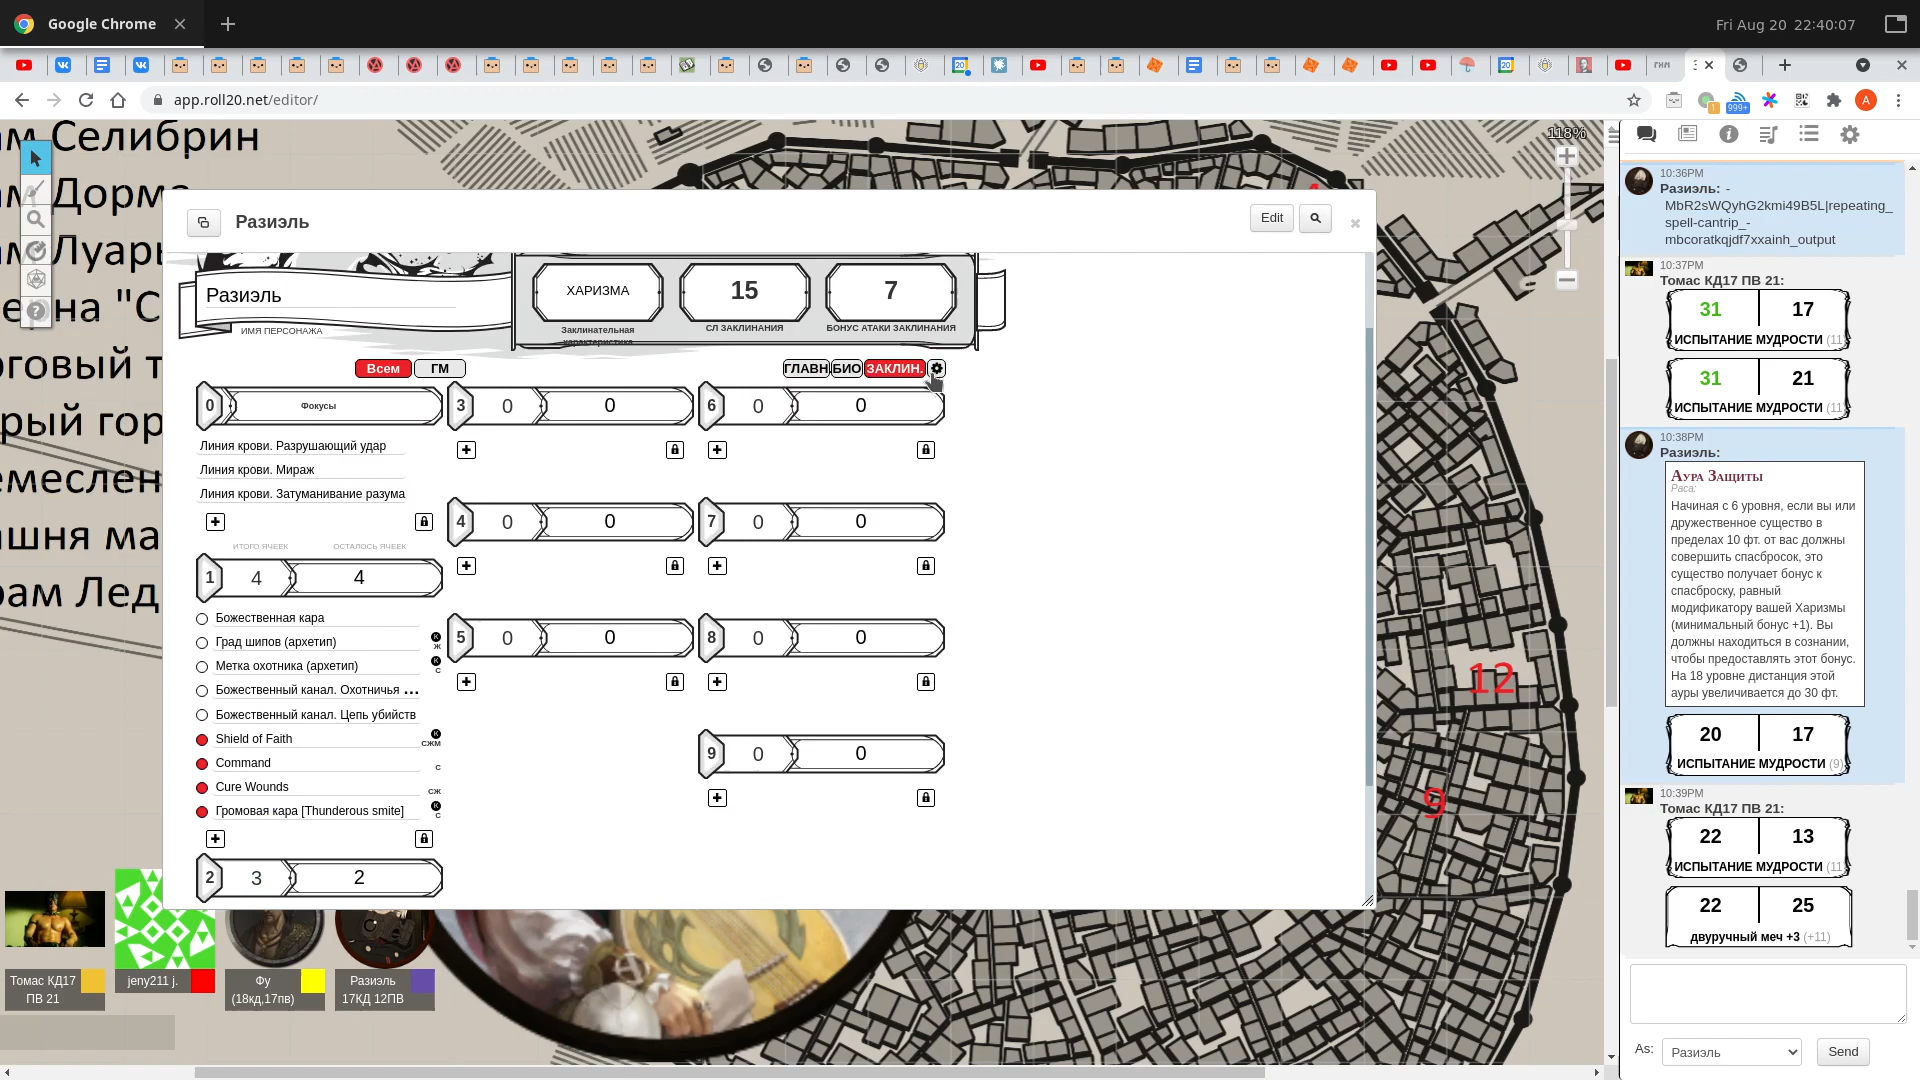 Google Chrome
Fri Aug 20 22:40:07
app.roll20.net/editor/
118%
Селибрин
Дорма
Луары
на "С
рговый т
рый гор
емеслен
ашня ма
рам Лед
Разиэль
Edit
Разиэль
ИМЯ ПЕРСОНАЖА
ХАРИЗМА
15
7
Заклинательная
характеристика
СЛ ЗАКЛИНАНИЯ
БОНУС АТАКИ ЗАКЛИНАНИЯ
Всем
ГМ
ГЛАВН
БИО
ЗАКЛИН.
0
Фокусы
Линия крови. Разрушающий удар
Линия крови. Мираж
Линия крови. Затуманивание разума
ИТОГО ЯЧЕЕК
ОСТАЛОСЬ ЯЧЕЕК
1 4 4
Божественная кара
Град шипов (архетип)
К
Ж
Метка охотника (архетип)
К
С
Божественный канал. Охотничья ...
Божественный канал. Цепь убийств
Shield of Faith
К
СЖМ
Command
С
Cure Wounds
СЖ
Громовая кара [Thunderous smite]
К
С
2 3 2
3 0 0
4 0 0
5 0 0
6 0 0
7 0 0
8 0 0
9 0 0
12
9
Томас КД17
ПВ 21
jeny211 j.
Фу
(18кд,17пв)
Разиэль
17КД 12ПВ
10:36PM
Разиэль: -
MbR2sWQyhG2kmi49B5L|repeating_
spell-cantrip_-
mbcoratkqjdf7xxainh_output
10:37PM
Томас КД17 ПВ 21:
31 17
ИСПЫТАНИЕ МУДРОСТИ (11)
31 21
ИСПЫТАНИЕ МУДРОСТИ (11)
10:38PM
Разиэль:
Аура Защиты
Раса:
Начиная с 6 уровня, если вы или
дружественное существо в
пределах 10 фт. от вас должны
совершить спасбросок, это
существо получает бонус к
спасброску, равный
модификатору вашей Харизмы
(минимальный бонус +1). Вы
должны находиться в сознании,
чтобы предоставлять этот бонус.
На 18 уровне дистанция этой
ауры увеличивается до 30 фт.
20 17
ИСПЫТАНИЕ МУДРОСТИ (9)
10:39PM
Томас КД17 ПВ 21:
22 13
ИСПЫТАНИЕ МУДРОСТИ (11)
22 25
двуручный меч +3 (+11)
As:
Разиэль
Send